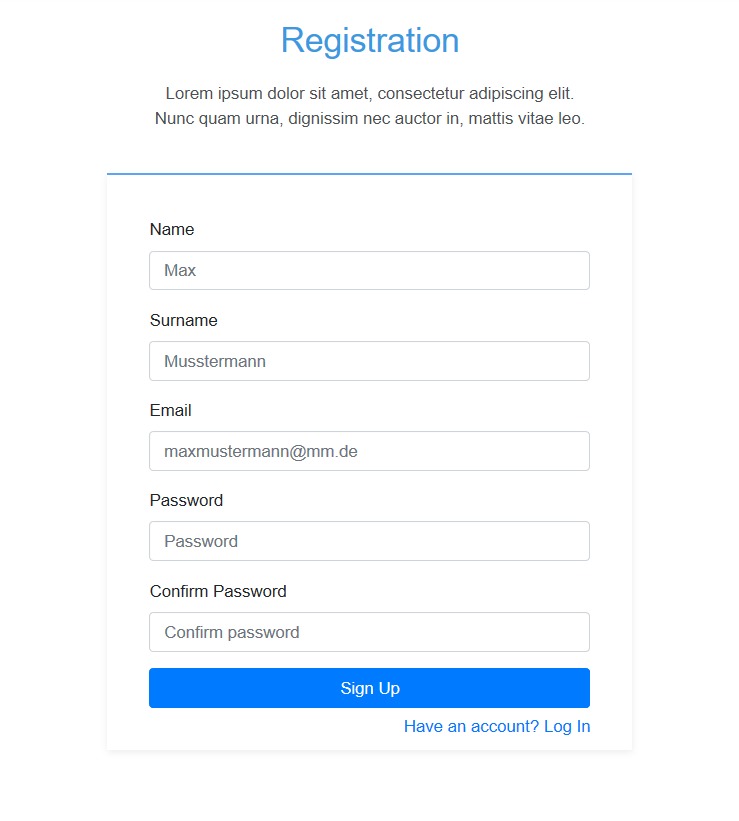 Registration
Lorem ipsum dolor sit amet, consectetur adipiscing elit.
Nunc quam urna, dignissim nec auctor in, mattis vitae leo.
Name
Max
Surname
Musstermann
Email
maxmustermann@mm.de
Password
Password
Confirm Password
Confirm password
Sign Up
Have an account? Log In